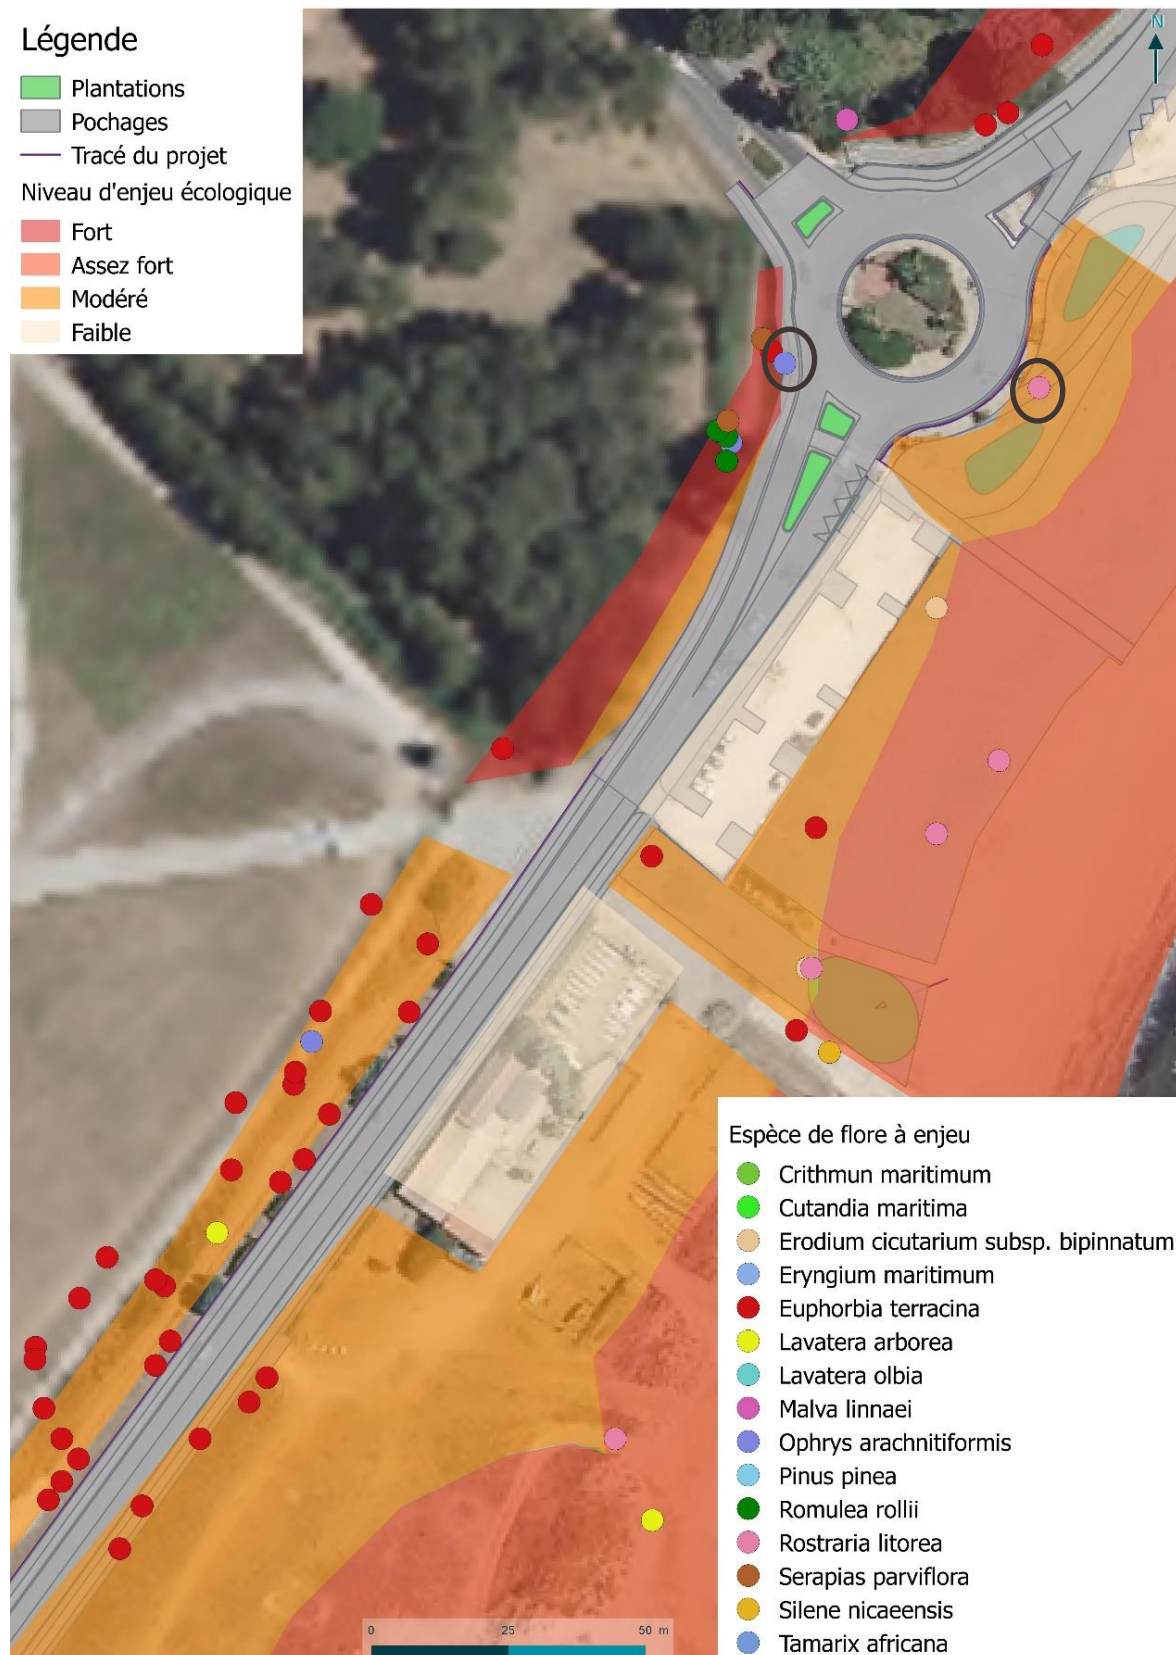 Légende
Plantations
Pochages
Tracé du projet
Niveau d'enjeu écologique
Fort
Assez fort
Modéré
Faible
N
Espèce de flore à enjeu
Crithmun maritimum
Cutandia maritima
Erodium cicutarium subsp. bipinnatum
Eryngium maritimum
Euphorbia terracina
Lavatera arborea
Lavatera olbia
Malva linnaei
Ophrys arachnitiformis
Pinus pinea
Romulea rollii
Rostraria litorea
Serapias parviflora
Silene nicaeensis
Tamarix africana
0 25 50 m